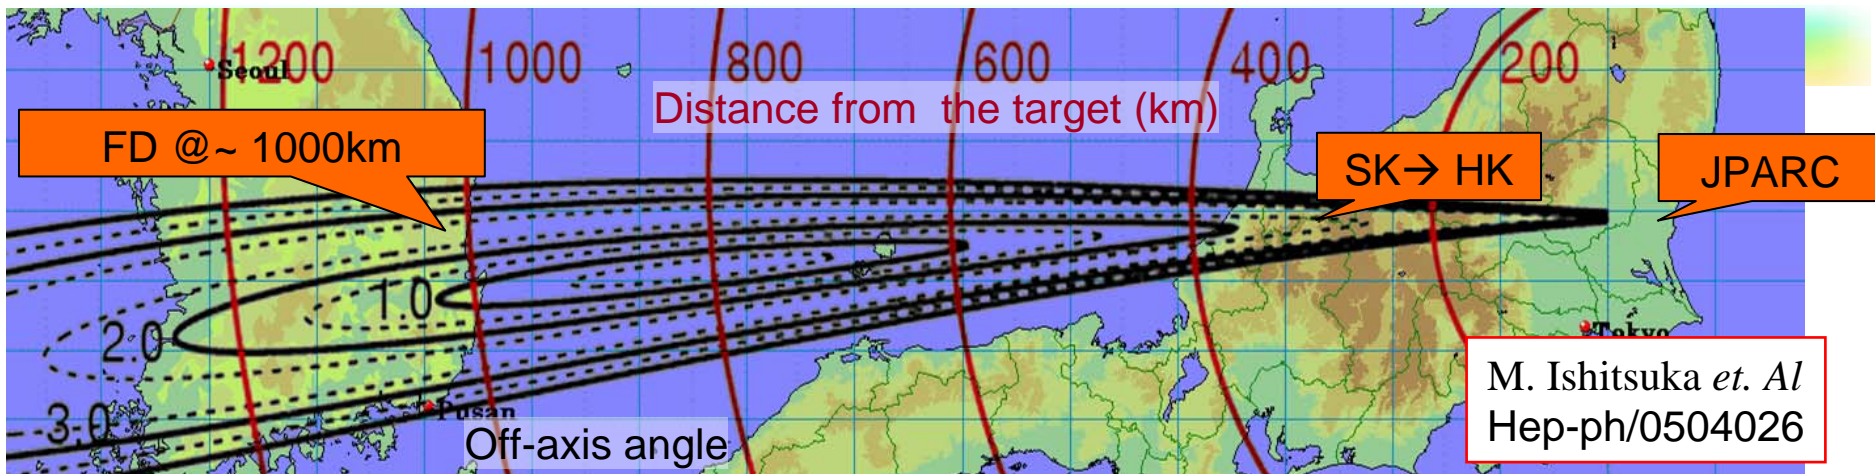 1200
1000
800
600
400
200
Seoul
Distance from the target (km)
FD @~ 1000km
SK→ HK
JPARC
1.0
2.0
3.0
Pusan
Off-axis angle
Tokyo
M. Ishitsuka et. Al
Hep-ph/0504026